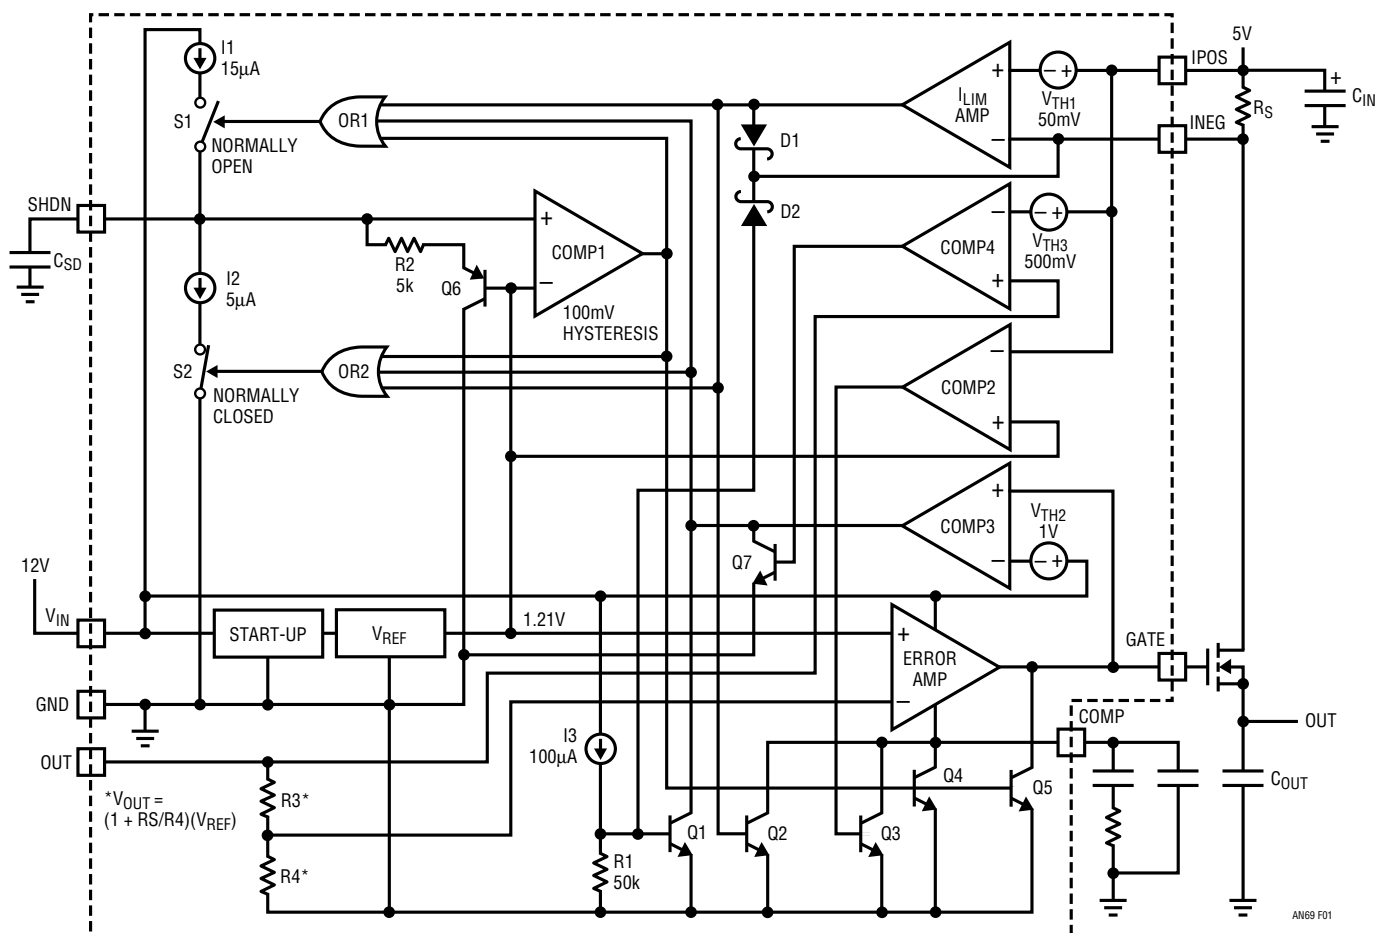 I1
15µA
S1
NORMALLY
OPEN
OR1
ILIM
AMP
+
−
− +
VTH1
50mV
IPOS
5V
+
CIN
RS
INEG
D1
D2
SHDN
CSD
R2
5k
Q6
+
COMP1
−
100mV
HYSTERESIS
COMP4
−
+
− +
VTH3
500mV
I2
5µA
S2
NORMALLY
CLOSED
OR2
COMP2
−
+
COMP3
+
−
VTH2
1V
− +
Q7
12V
VIN
START-UP
VREF
1.21V
+
ERROR
AMP
−
GATE
GND
OUT
COMP
OUT
I3
100µA
COUT
*VOUT =
(1 + RS/R4)(VREF)
R3*
R4*
R1
50k
Q1
Q2
Q3
Q4
Q5
AN69 F01